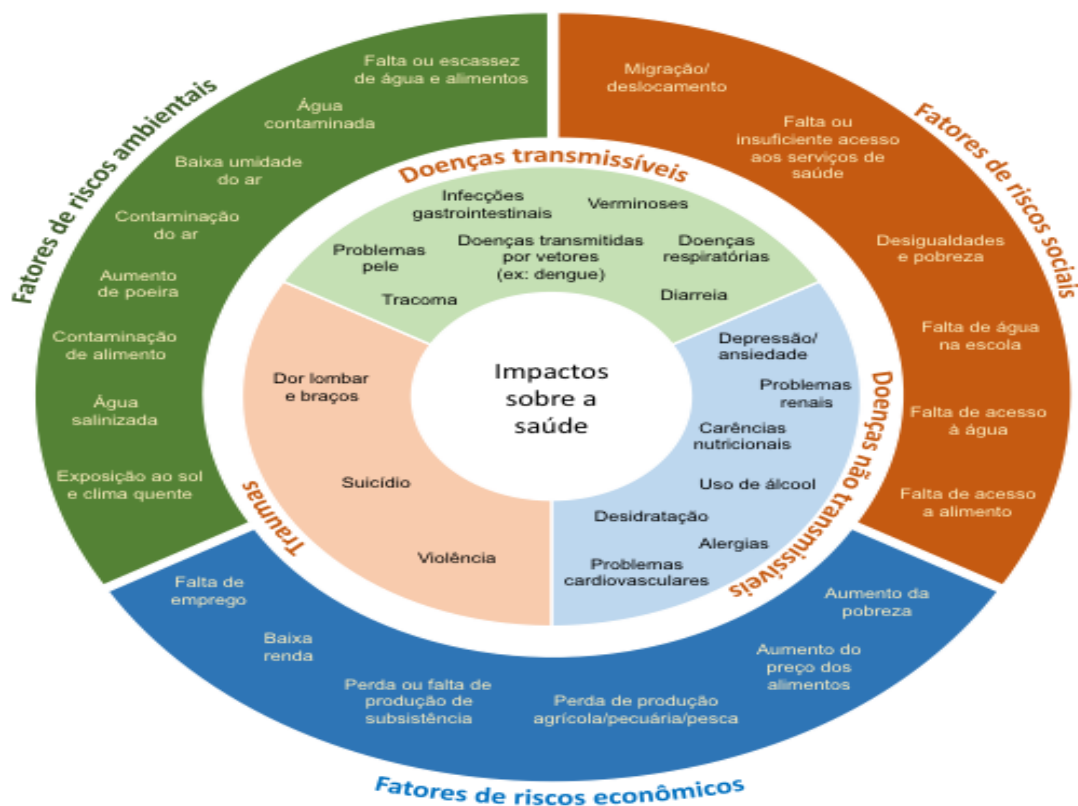 Fatores de riscos ambientais
Falta ou escassez
de água e alimentos
Água
contaminada
Baixa umidade
do ar
Contaminação
do ar
Aumento
de poeira
Contaminação
de alimento
Água
salinizada
Exposição ao sol
e clima quente
Fatores de riscos sociais
Migração/
deslocamento
Falta ou
insuficiente acesso
aos serviços de
saúde
Desigualdades
e pobreza
Falta de água
na escola
Falta de acesso
à água
Falta de acesso
a alimento
Doenças transmissíveis
Infecções
gastrointestinais
Verminoses
Problemas
pele
Doenças transmitidas
por vetores
(ex: dengue)
Doenças
respiratórias
Tracoma
Diarreia
Impactos
sobre a
saúde
Doenças não transmissíveis
Depressão/
ansiedade
Problemas
renais
Carências
nutricionais
Uso de álcool
Desidratação
Alergias
Problemas
cardiovasculares
Traumas
Dor lombar
e braços
Suicídio
Violência
Falta de
emprego
Baixa
renda
Perda ou falta de
produção de
subsistência
Perda de produção
agrícola/pecuária/pesca
Aumento do
preço dos
alimentos
Aumento da
pobreza
Fatores de riscos econômicos